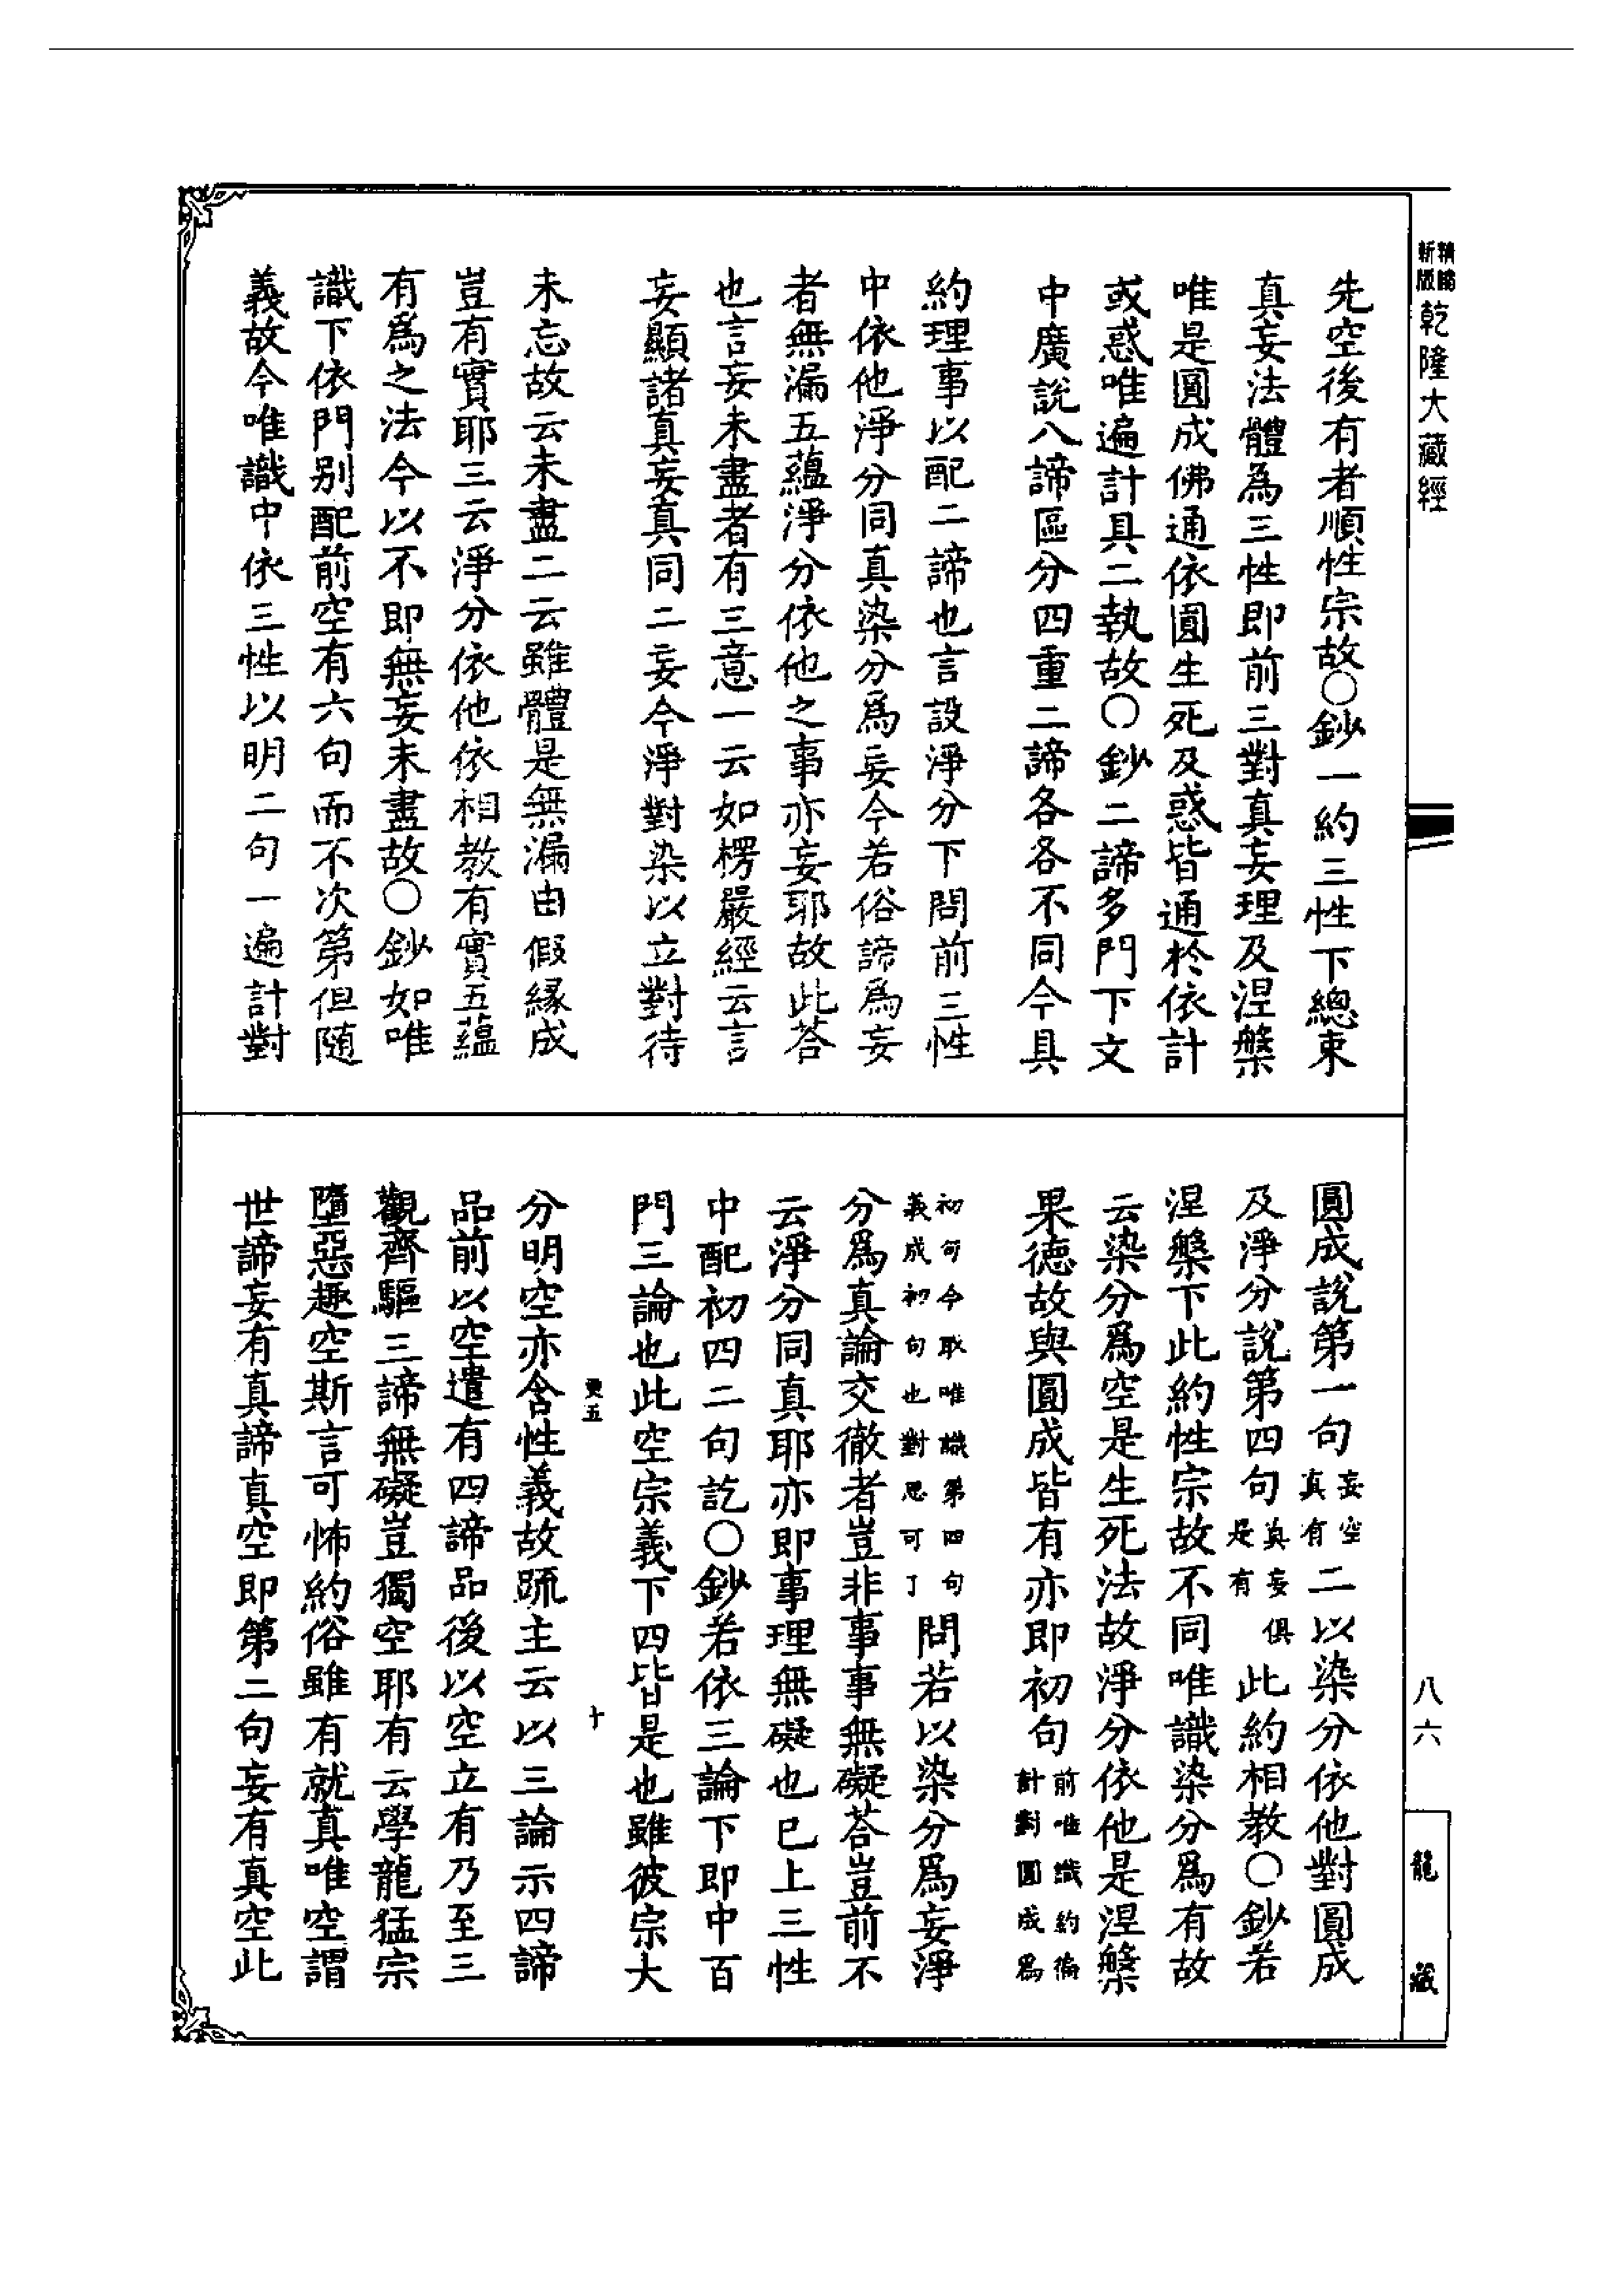 精縮新版
乾隆大藏經
八六
龍藏
先空後有者順性宗故〇鈔一約三性下總束
真妄法體為三性即前三對真妄理及涅槃
唯是圓成佛通依圓生死及惑皆通於依計
或惑唯遍計具二執故〇鈔二諦多門下文
中廣說八諦區分四重二諦各各不同今具
約理事以配二諦也言設淨分下問前三性
中依他淨分同真染分為妄今若俗諦為妄
者無漏五蘊淨分依他之事亦妄耶故此荅
也言妄未盡者有三意一云如楞嚴經云言
妄顯諸真妄真同二妄今淨對染以立對待
未忘故云未盡二云雖體是無漏由假緣成
豈有實耶三云淨分依他依相教有實五蘊
有為之法今以不即無妄未盡故〇鈔如唯
識下依門別配前空有六句而不次第但隨
義故今唯識中依三性以明二句一遍計對
圓成說第一句妄空真有二以染分依他對圓成
及淨分說第四句真妄俱是有此約相教〇鈔若
涅槃下此約性宗故不同唯識染分為有故
云染分為空是生死法故淨分依他是涅槃
果德故與圓成皆有亦即初句前唯識約徧計對圓成為
初句今取唯識第四句義成初句也對思可了問若以染分為妄淨
分為真論交徹者豈非事事無礙荅豈前不
云淨分同真耶亦即事理無礙也已上三性
中配初四二句訖〇鈔若依三論下即中百
門三論也此空宗義下四皆是也雖彼宗大
更五
十
分明空亦含性義故䟽主云以三論示四諦
品前以空遣有四諦品後以空立有乃至三
觀齊驅三諦無礙豈獨空耶有云學龍猛宗
墮惡趣空斯言可怖約俗雖有就真唯空謂
世諦妄有真諦真空即第二句妄有真空此